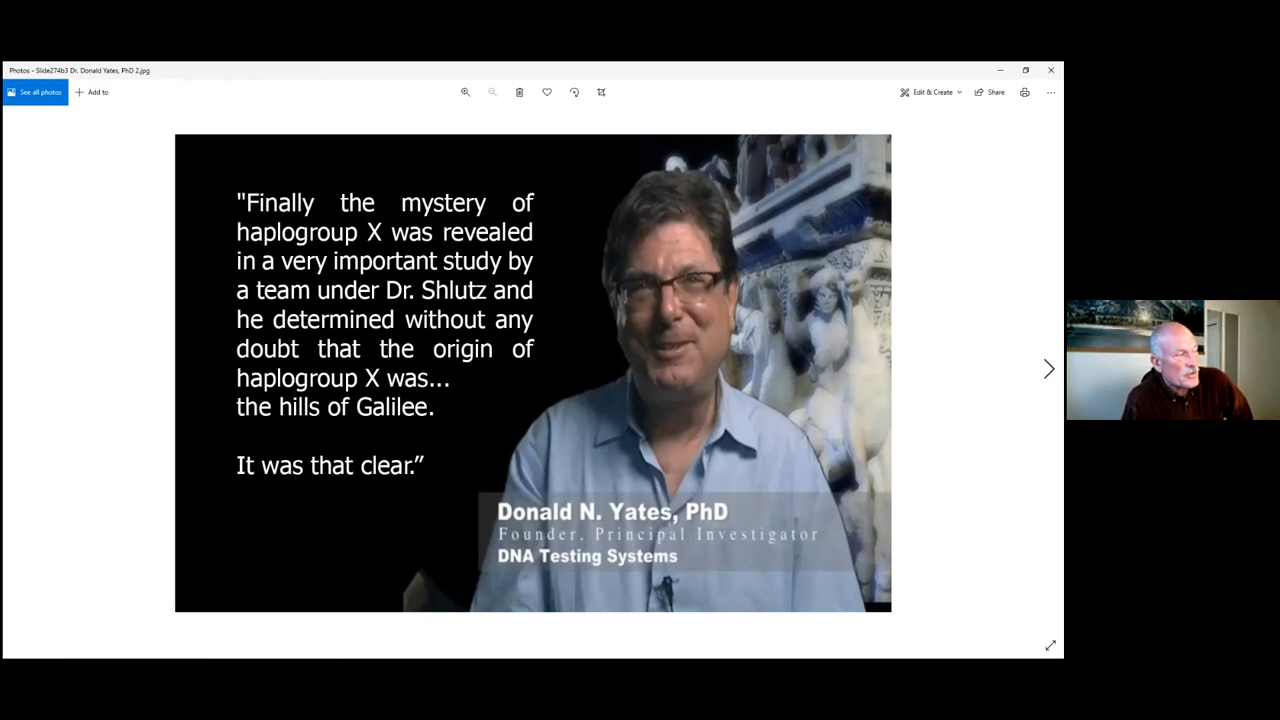 Photos - Slide274b3 Dr. Donald Yates, PhD 2.jpg
See all photos
Add to
Edit & Create
Share
"Finally the mystery of
haplogroup X was revealed
in a very important study by
a team under Dr. Shlutz and
he determined without any
doubt that the origin of
haplogroup X was...
the hills of Galilee.
It was that clear.”
Donald N. Yates, PhD
Founder, Principal Investigator
DNA Testing Systems